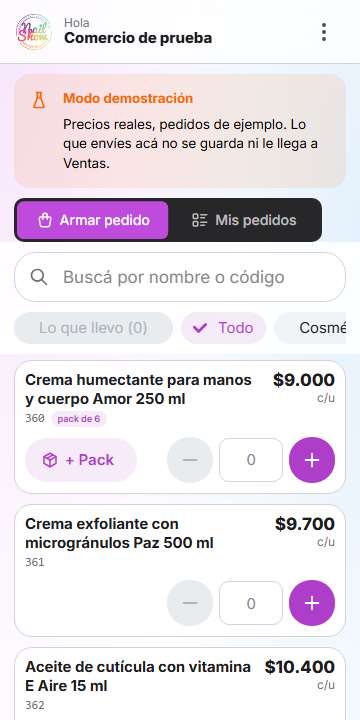 Nail
Show
Hola
Comercio de prueba
Modo demostración
Precios reales, pedidos de ejemplo. Lo
que envíes acá no se guarda ni le llega a
Ventas.
Armar pedido
Mis pedidos
Buscá por nombre o código
Lo que llevo (0)
Todo
Cosmé
Crema humectante para manos
y cuerpo Amor 250 ml
$9.000
c/u
360
pack de 6
+ Pack
0
Crema exfoliante con
microgránulos Paz 500 ml
$9.700
c/u
361
0
Aceite de cutícula con vitamina
E Aire 15 ml
$10.400
c/u
362